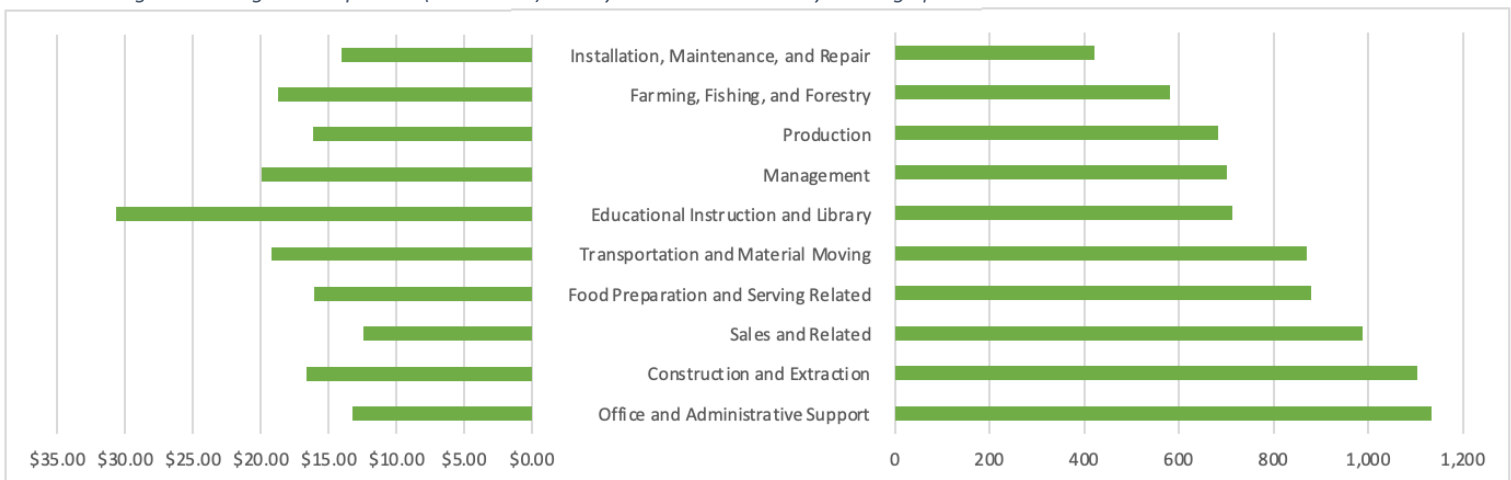 Installation, Maintenance, and Repair
Farming, Fishing, and Forestry
Production
Management
Educational Instruction and Library
Transportation and Material Moving
Food Preparation and Serving Related
Sales and Related
Construction and Extraction
Office and Administrative Support
$35.00 $30.00 $25.00 $20.00 $15.00 $10.00 $5.00 $0.00
0 200 400 600 800 1,000 1,200